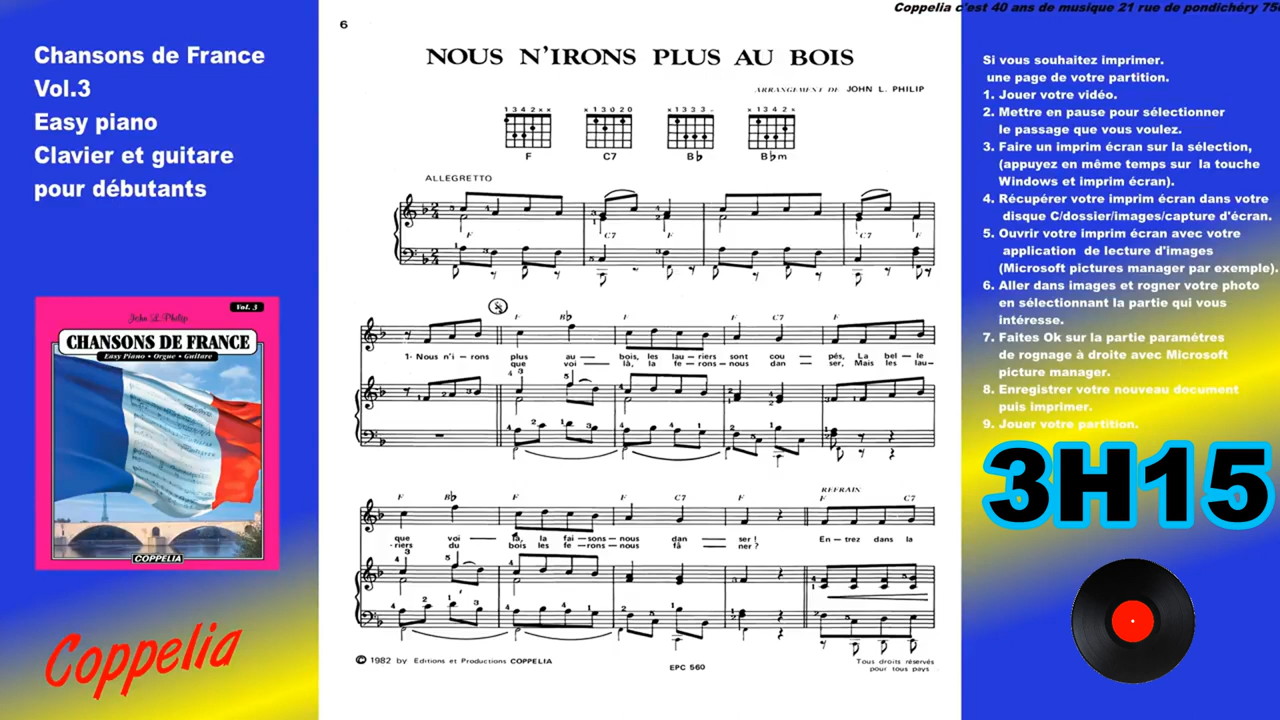 Coppelia c'est 40 ans de musique 21 rue de pondichéry
Chansons de France
Vol.3
Easy piano
Clavier et guitare
pour débutants
Vol. 3
John L. Philip
CHANSONS DE FRANCE
Easy Piano • Orgue • Guitare
COPPELIA
Coppelia
6
NOUS N'IRONS PLUS AU BOIS
ARRANGEMENT DE JOHN L. PHILIP
1342xx x13020 x1333- x1342x
F C7 B♭ B♭m
ALLEGRETTO
F C7 F C7 F
F B♭ F F C7 F
1- Nous n'i — rons plus au — bois, les lau — riers sont cou — pés, La bel — le
que voi — là, la fe — rons — nous dan — ser, Mais les lau-
REFRAIN
F B♭ F F C7 F F C7
que voi — là, la fai — sons — nous dan — ser ! En — trez dans la
-riers du bois les fe — rons — nous fâ — ner ?
© 1982 by Editions et Productions COPPELIA
EPC 560
Tous droits réservés
pour tous pays
Si vous souhaitez imprimer.
une page de votre partition.
1. Jouer votre vidéo.
2. Mettre en pause pour sélectionner
le passage que vous voulez.
3. Faire un imprim écran sur la sélection,
(appuyez en même temps sur la touche
Windows et imprim écran).
4. Récupérer votre imprim écran dans votre
disque C/dossier/images/capture d'écran.
5. Ouvrir votre imprim écran avec votre
application de lecture d'images
(Microsoft pictures manager par exemple).
6. Aller dans images et rogner votre photo
en sélectionnant la partie qui vous
intéresse.
7. Faites Ok sur la partie paramétres
de rognage à droite avec Microsoft
picture manager.
8. Enregistrer votre nouveau document
puis imprimer.
9. Jouer votre partition.
3H15